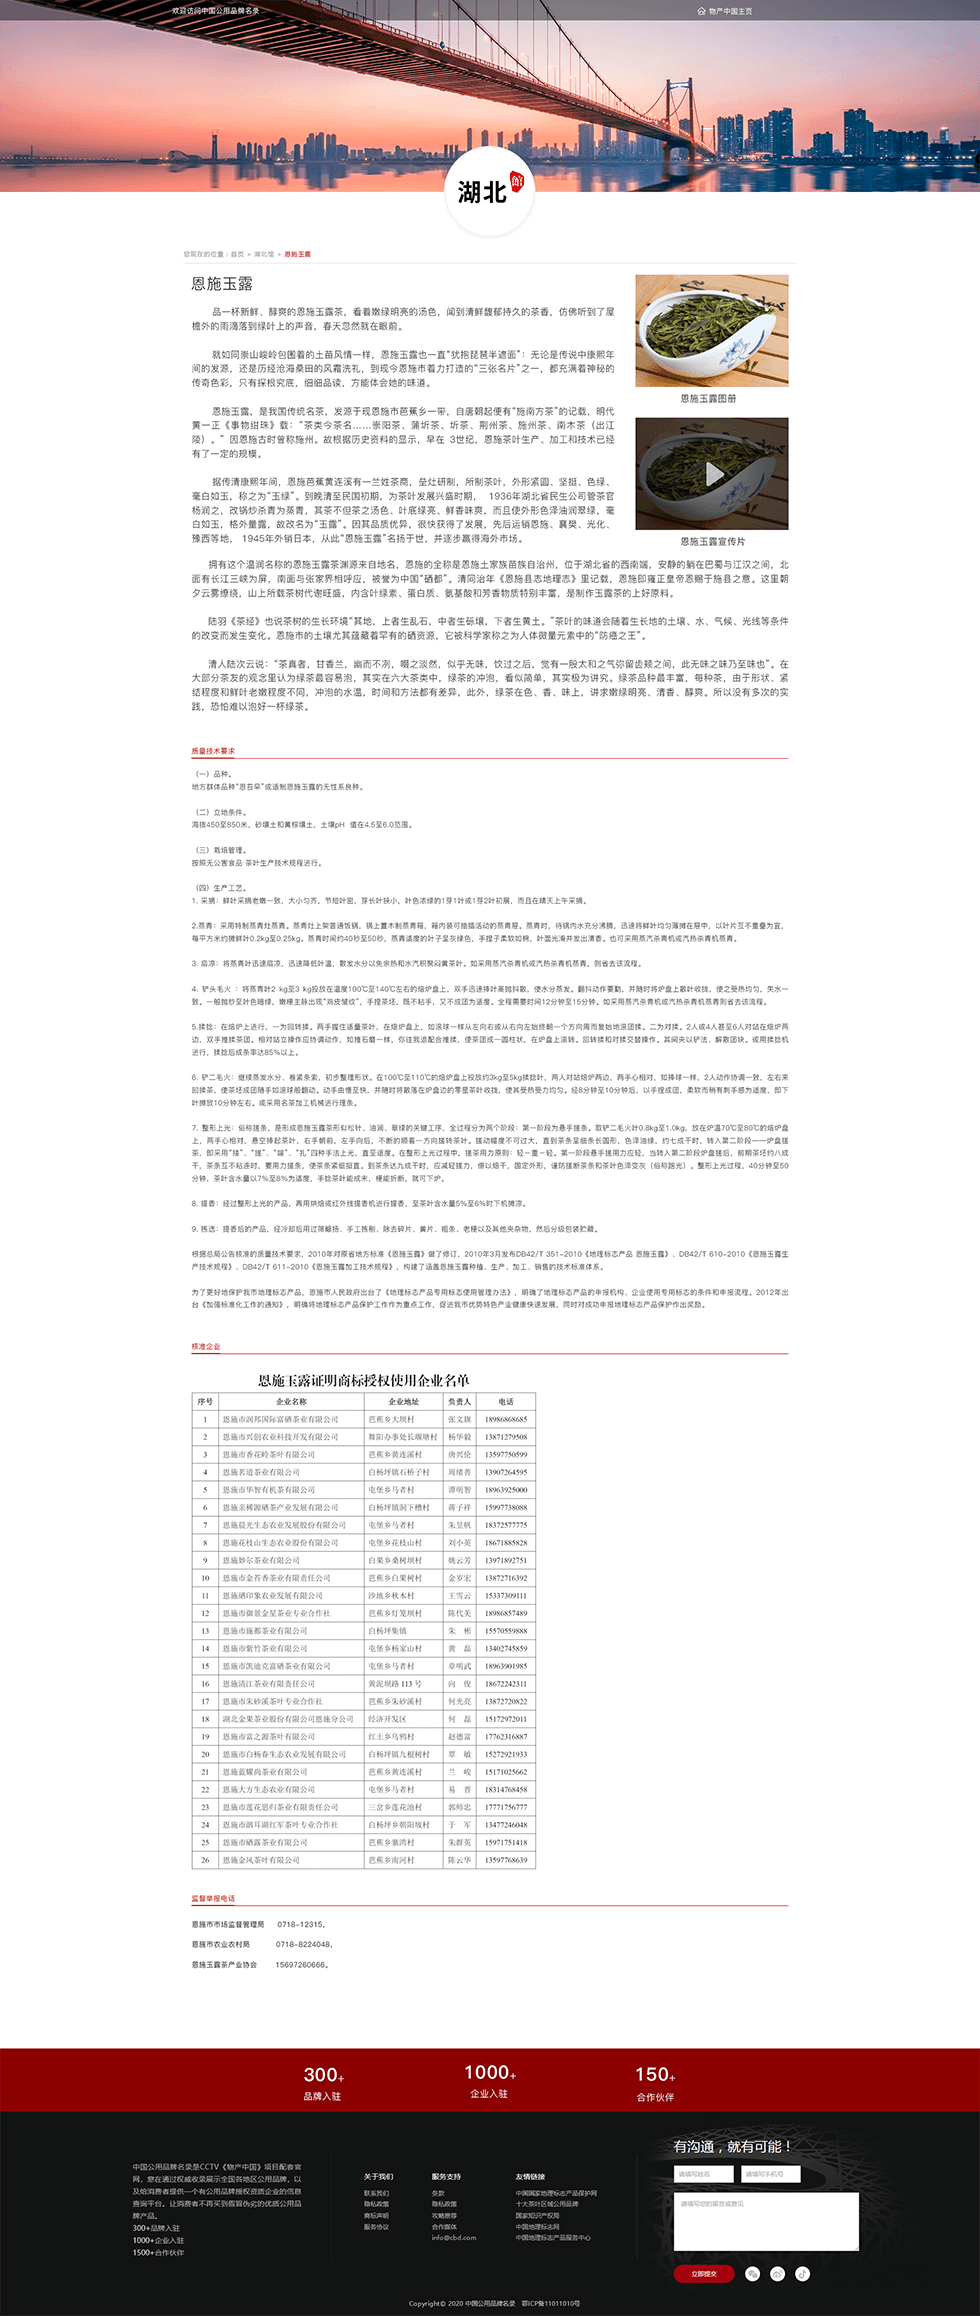 欢迎访问中国公用品牌名录
物产中国主页
湖北
馆
您现在的位置：首页 » 湖北馆 » 恩施玉露
恩施玉露
品一杯新鲜、醇爽的恩施玉露茶，看着嫩绿明亮的汤色，闻到清鲜馥郁持久的茶香，仿佛听到了屋
檐外的雨滴落到绿叶上的声音，春天忽然就在眼前。
就如同崇山峻岭包围着的土苗风情一样，恩施玉露也一直“犹抱琵琶半遮面”：无论是传说中康熙年
间的发源，还是历经沧海桑田的风霜洗礼，到现今恩施市着力打造的“三张名片”之一，都充满着神秘的
传奇色彩，只有探根究底，细细品读，方能体会她的味道。
恩施玉露，是我国传统名茶，发源于现恩施市芭蕉乡一带，自唐朝起便有“施南方茶”的记载，明代
黄一正《事物绀珠》载：“茶类今茶名……崇阳茶、蒲圻茶、圻茶、荆州茶、施州茶、南木茶（出江
陵）。”因恩施古时曾称施州。故根据历史资料的显示，早在 3世纪，恩施茶叶生产、加工和技术已经
有了一定的规模。
据传清康熙年间，恩施芭蕉黄连溪有一兰姓茶商，垒灶研制，所制茶叶，外形紧圆、坚挺、色绿、
毫白如玉，称之为“玉绿”。到晚清至民国初期，为茶叶发展兴盛时期， 1936年湖北省民生公司管茶官
杨润之，改锅炒杀青为蒸青，其茶不但茶之汤色、叶底绿亮、鲜香味爽，而且使外形色泽油润翠绿，毫
白如玉，格外显露，故改名为“玉露”。因其品质优异，很快获得了发展，先后运销恩施、襄樊、光化、
豫西等地， 1945年外销日本，从此“恩施玉露”名扬于世，并逐步赢得海外市场。
恩施玉露图册
恩施玉露宣传片
拥有这个温润名称的恩施玉露茶渊源来自地名，恩施的全称是恩施土家族苗族自治州，位于湖北省的西南端，安静的躺在巴蜀与江汉之间，北
面有长江三峡为屏，南面与张家界相呼应，被誉为中国“硒都”。清同治年《恩施县志地理志》里记载，恩施即雍正皇帝恩赐于施县之意。这里朝
夕云雾缭绕，山上所载茶树代谢旺盛，内含叶绿素、蛋白质、氨基酸和芳香物质特别丰富，是制作玉露茶的上好原料。
陆羽《茶经》也说茶树的生长环境“其地，上者生乱石，中者生砾壤，下者生黄土。”茶叶的味道会随着生长地的土壤、水、气候、光线等条件
的改变而发生变化。恩施市的土壤尤其蕴藏着罕有的硒资源，它被科学家称之为人体微量元素中的“防癌之王”。
清人陆次云说：“茶真者，甘香兰，幽而不冽，啜之淡然，似乎无味，饮过之后，觉有一股太和之气弥留齿颊之间，此无味之味乃至味也”。在
大部分茶友的观念里认为绿茶最容易泡，其实在六大茶类中，绿茶的冲泡，看似简单，其实极为讲究。绿茶品种最丰富，每种茶，由于形状、紧
结程度和鲜叶老嫩程度不同，冲泡的水温，时间和方法都有差异，此外，绿茶在色、香、味上，讲求嫩绿明亮、清香、醇爽。所以没有多次的实
践，恐怕难以泡好一杯绿茶。
质量技术要求
（一）品种。
地方群体品种“恩苔早”或适制恩施玉露的无性系良种。
（二）立地条件。
海拔450至850米，砂壤土和黄棕壤土，土壤pH 值在4.5至6.0范围。
（三）栽培管理。
按照无公害食品 茶叶生产技术规程进行。
（四）生产工艺。
1. 采摘：鲜叶采摘老嫩一致，大小匀齐，节短叶密，芽长叶狭小，叶色浓绿的1芽1叶或1芽2叶初展，而且在晴天上午采摘。
2.蒸青：采用特制蒸青灶蒸青。蒸青灶上架普通饭锅，锅上置木制蒸青箱，箱内装可抽插活动的蒸青屉。蒸青时，待锅内水充分沸腾，迅速将鲜叶均匀薄摊在屉中，以叶片互不重叠为宜，
每平方米约摊鲜叶0.2kg至0.25kg。蒸青时间约40秒至50秒，蒸青适度的叶子呈灰绿色，手捏子柔软如棉，叶面光滑并发出清香。也可采用蒸汽杀青机或汽热杀青机蒸青。
3. 扇凉：将蒸青叶迅速扇凉，迅速降低叶温，散发水分以免余热和水汽积聚闷黄茶叶。如采用蒸汽杀青机或汽热杀青机蒸青，则省去该流程。
4. 铲头毛火 ：将蒸青叶2 kg至3 kg投放在温度100℃至140℃左右的焙炉盘上，双手迅速捧叶高抛抖散，使水分蒸发。翻抖动作要勤，并随时将炉盘上散叶收拢，使之受热均匀，失水一
致。一般抛炒至叶色暗绿，嫩梗主脉出现“鸡皮皱纹”，手捏茶坯，既不粘手，又不成团为适度。全程需要时间12分钟至15分钟。如采用蒸汽杀青机或汽热杀青机蒸青则省去该流程。
5.揉捻：在焙炉上进行，一为回转揉。两手握住适量茶叶，在焙炉盘上，如滚球一样从左向右或从右向左始终朝一个方向周而复始地滚团揉。二为对揉。2人或4人甚至6人对站在焙炉两
边，双手推揉茶团。相对站立操作应协调动作，如推石磨一样，你往我返配合推揉，使茶团成一圆柱状，在炉盘上滚转。回转揉和对揉交替操作。其间夹以铲法、解散团块。或用揉捻机
进行，揉捻后成条率达85%以上。
6. 铲二毛火：继续蒸发水分、卷紧条索，初步整理形状。在100℃至110℃的焙炉盘上投放约3kg至5kg揉捻叶，两人对站焙炉两边，两手心相对，如捧球一样，2人动作协调一致，左右来
回揉茶，使茶坯成团随手如滚球般翻动。动手由慢至快，并随时将散落在炉盘边的零星茶叶收拢，使其受热受力均匀。经8分钟至10分钟后，以手捏成团，柔软而稍有刺手感为适度，即下
叶摊放10分钟左右。或采用名茶加工机械进行理条。
7. 整形上光：俗称搓条，是形成恩施玉露茶形似松针、油润、翠绿的关键工序，全过程分为两个阶段：第一阶段为悬手搓条。取铲二毛火叶0.8kg至1.0kg，放在炉温70℃至80℃的焙炉盘
上，两手心相对，悬空捧起茶叶，右手朝前，左手向后，不断的顺着一方向搓转茶叶。搓动幅度不可过大，直到茶条呈细条长圆形，色泽油绿，约七成干时，转入第二阶段——炉盘搓
茶，即采用“搂”、“搓”、“端”、“扎”四种手法上光，直至适度。在整形上光过程中，搓茶用力原则：轻－重－轻。第一阶段悬手搓用力应轻，当转入第二阶段炉盘搓后，前期茶坯约八成
干，茶条互不粘连时，要用力搓条，使茶条紧细挺直。到茶条达九成干时，应减轻搓力，缓以焙干，固定外形，谨防搓断茶条和茶叶色泽变灰（俗称跑光）。整形上光过程，40分钟至50
分钟，茶叶含水量以7%至8%为适度，手捻茶叶能成末，梗能折断，就可下炉。
8. 提香：经过整形上光的产品，再用烘焙或红外线提香机进行提香，至茶叶含水量5%至6%时下机摊凉。
9. 拣选：提香后的产品，经冷却后用过筛簸扬、手工拣剔、除去碎片、黄片、粗条、老梗以及其他夹杂物，然后分级包装贮藏。
根据总局公告核准的质量技术要求，2010年对原省地方标准《恩施玉露》做了修订，2010年3月发布DB42/T 351-2010《地理标志产品 恩施玉露》、DB42/T 610-2010《恩施玉露生
产技术规程》、DB42/T 611-2010《恩施玉露加工技术规程》，构建了涵盖恩施玉露种植、生产、加工、销售的技术标准体系。
为了更好地保护我市地理标志产品，恩施市人民政府出台了《地理标志产品专用标志使用管理办法》，明确了地理标志产品的申报机构、企业使用专用标志的条件和申报流程。2012年出
台《加强标准化工作的通知》，明确将地理标志产品保护工作作为重点工作，促进我市优势特色产业健康快速发展，同时对成功申报地理标志产品保护作出奖励。
核准企业
恩施玉露证明商标授权使用企业名单
序号 企业名称 企业地址 负责人 电话
1 恩施市润邦国际富硒茶业有限公司 芭蕉乡大坝村 张文旗 18986868685
2 恩施市兴创农业科技开发有限公司 舞阳办事处长堰塘村 杨华毅 13871279508
3 恩施市香花岭茶叶有限公司 芭蕉乡黄连溪村 唐兴伦 13597750599
4 恩施茗道茶业有限公司 白杨坪镇石桥子村 周绪善 13907264595
5 恩施市华智有机茶有限公司 屯堡乡马者村 谭明智 18963925000
6 恩施亲稀源硒茶产业发展有限公司 白杨坪镇洞下槽村 蒋子祥 15997738088
7 恩施晨光生态农业发展股份有限公司 屯堡乡马者村 朱昱帆 18372577775
8 恩施花枝山生态农业股份有限公司 屯堡乡花枝山村 刘小英 18671885828
9 恩施妙尔茶业有限公司 白果乡桑树坝村 姚云芳 13971892751
10 恩施市金苻香茶业有限责任公司 芭蕉乡白果树村 金岁宏 13872716392
11 恩施硒印象农业发展有限公司 沙地乡秋木村 王雪云 15337309111
12 恩施市御景金星茶业专业合作社 芭蕉乡灯笼坝村 陈代美 18986857489
13 恩施市施都茶业有限公司 白杨坪集镇 朱 彬 15570559888
14 恩施市紫竹茶业有限公司 屯堡乡杨家山村 黄 磊 13402745859
15 恩施市凯迪克富硒茶业有限公司 屯堡乡马者村 章明武 18963901985
16 恩施清江茶业有限责任公司 黄泥坝路 113 号 向 俊 18672242311
17 恩施市朱砂溪茶叶专业合作社 芭蕉乡朱砂溪村 何光亮 13872720822
18 湖北金果茶业股份有限公司恩施分公司 经济开发区 何 磊 15172972011
19 恩施市富之源茶叶有限公司 红土乡乌鸦村 赵德富 17762316887
20 恩施市白杨春生态农业发展有限公司 白杨坪镇九根树村 覃 敏 15272921933
21 恩施蓝耀尚茶业有限公司 芭蕉乡黄连溪村 兰 峻 15171025662
22 恩施大方生态农业有限公司 屯堡乡马者村 易 晋 18314768458
23 恩施市莲花思归茶业有限责任公司 三岔乡莲花池村 郭师忠 17771756777
24 恩施市泗耳湖红军茶叶专业合作社 白杨坪乡朝阳坡村 于 军 13477246048
25 恩施市硒露茶业有限公司 芭蕉乡寨湾村 朱群英 15971751418
26 恩施金凤茶叶有限公司 芭蕉乡南河村 陈云华 13597768639
监督举报电话
恩施市市场监督管理局 0718-12315。
恩施市农业农村局 0718-8224048。
恩施玉露茶产业协会 15697260666。
300+
品牌入驻
1000+
企业入驻
150+
合作伙伴
中国公用品牌名录是CCTV《物产中国》项目配套官
网，意在通过权威收录展示全国各地区公用品牌，以
及给消费者提供一个有公用品牌授权资质企业的信息
查询平台。让消费者不再买到假冒伪劣的优质公用品
牌产品。
300+品牌入驻
1000+企业入驻
1500+合作伙伴
关于我们
联系我们
隐私政策
商标声明
服务协议
服务支持
条款
隐私政策
攻略推荐
合作媒体
info@cbd.com
友情链接
中国国家地理标志产品保护网
十大茶叶区域公用品牌
国家知识产权局
中国地理标志网
中国地理标志产品服务中心
有沟通，就有可能！
请填写姓名
请填写手机号
请填写您的留言或意见
立即提交
Copyright© 2020 中国公用品牌名录 鄂ICP备11011010号